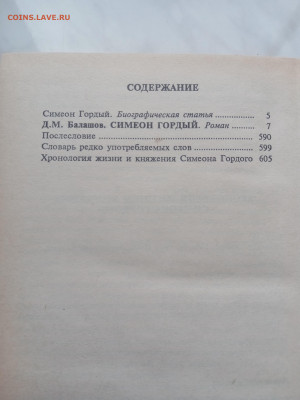 COINS.LAVE.RU
СОДЕРЖАНИЕ
Симеон Гордый. Биографическая статья ................ 5
Д.М. Балашов. СИМЕОН ГОРДЫЙ. Роман ......... 7
Послесловие ................................ 590
Словарь редко употребляемых слов ................. 599
Хронология жизни и княжения Симеона Гордого 605